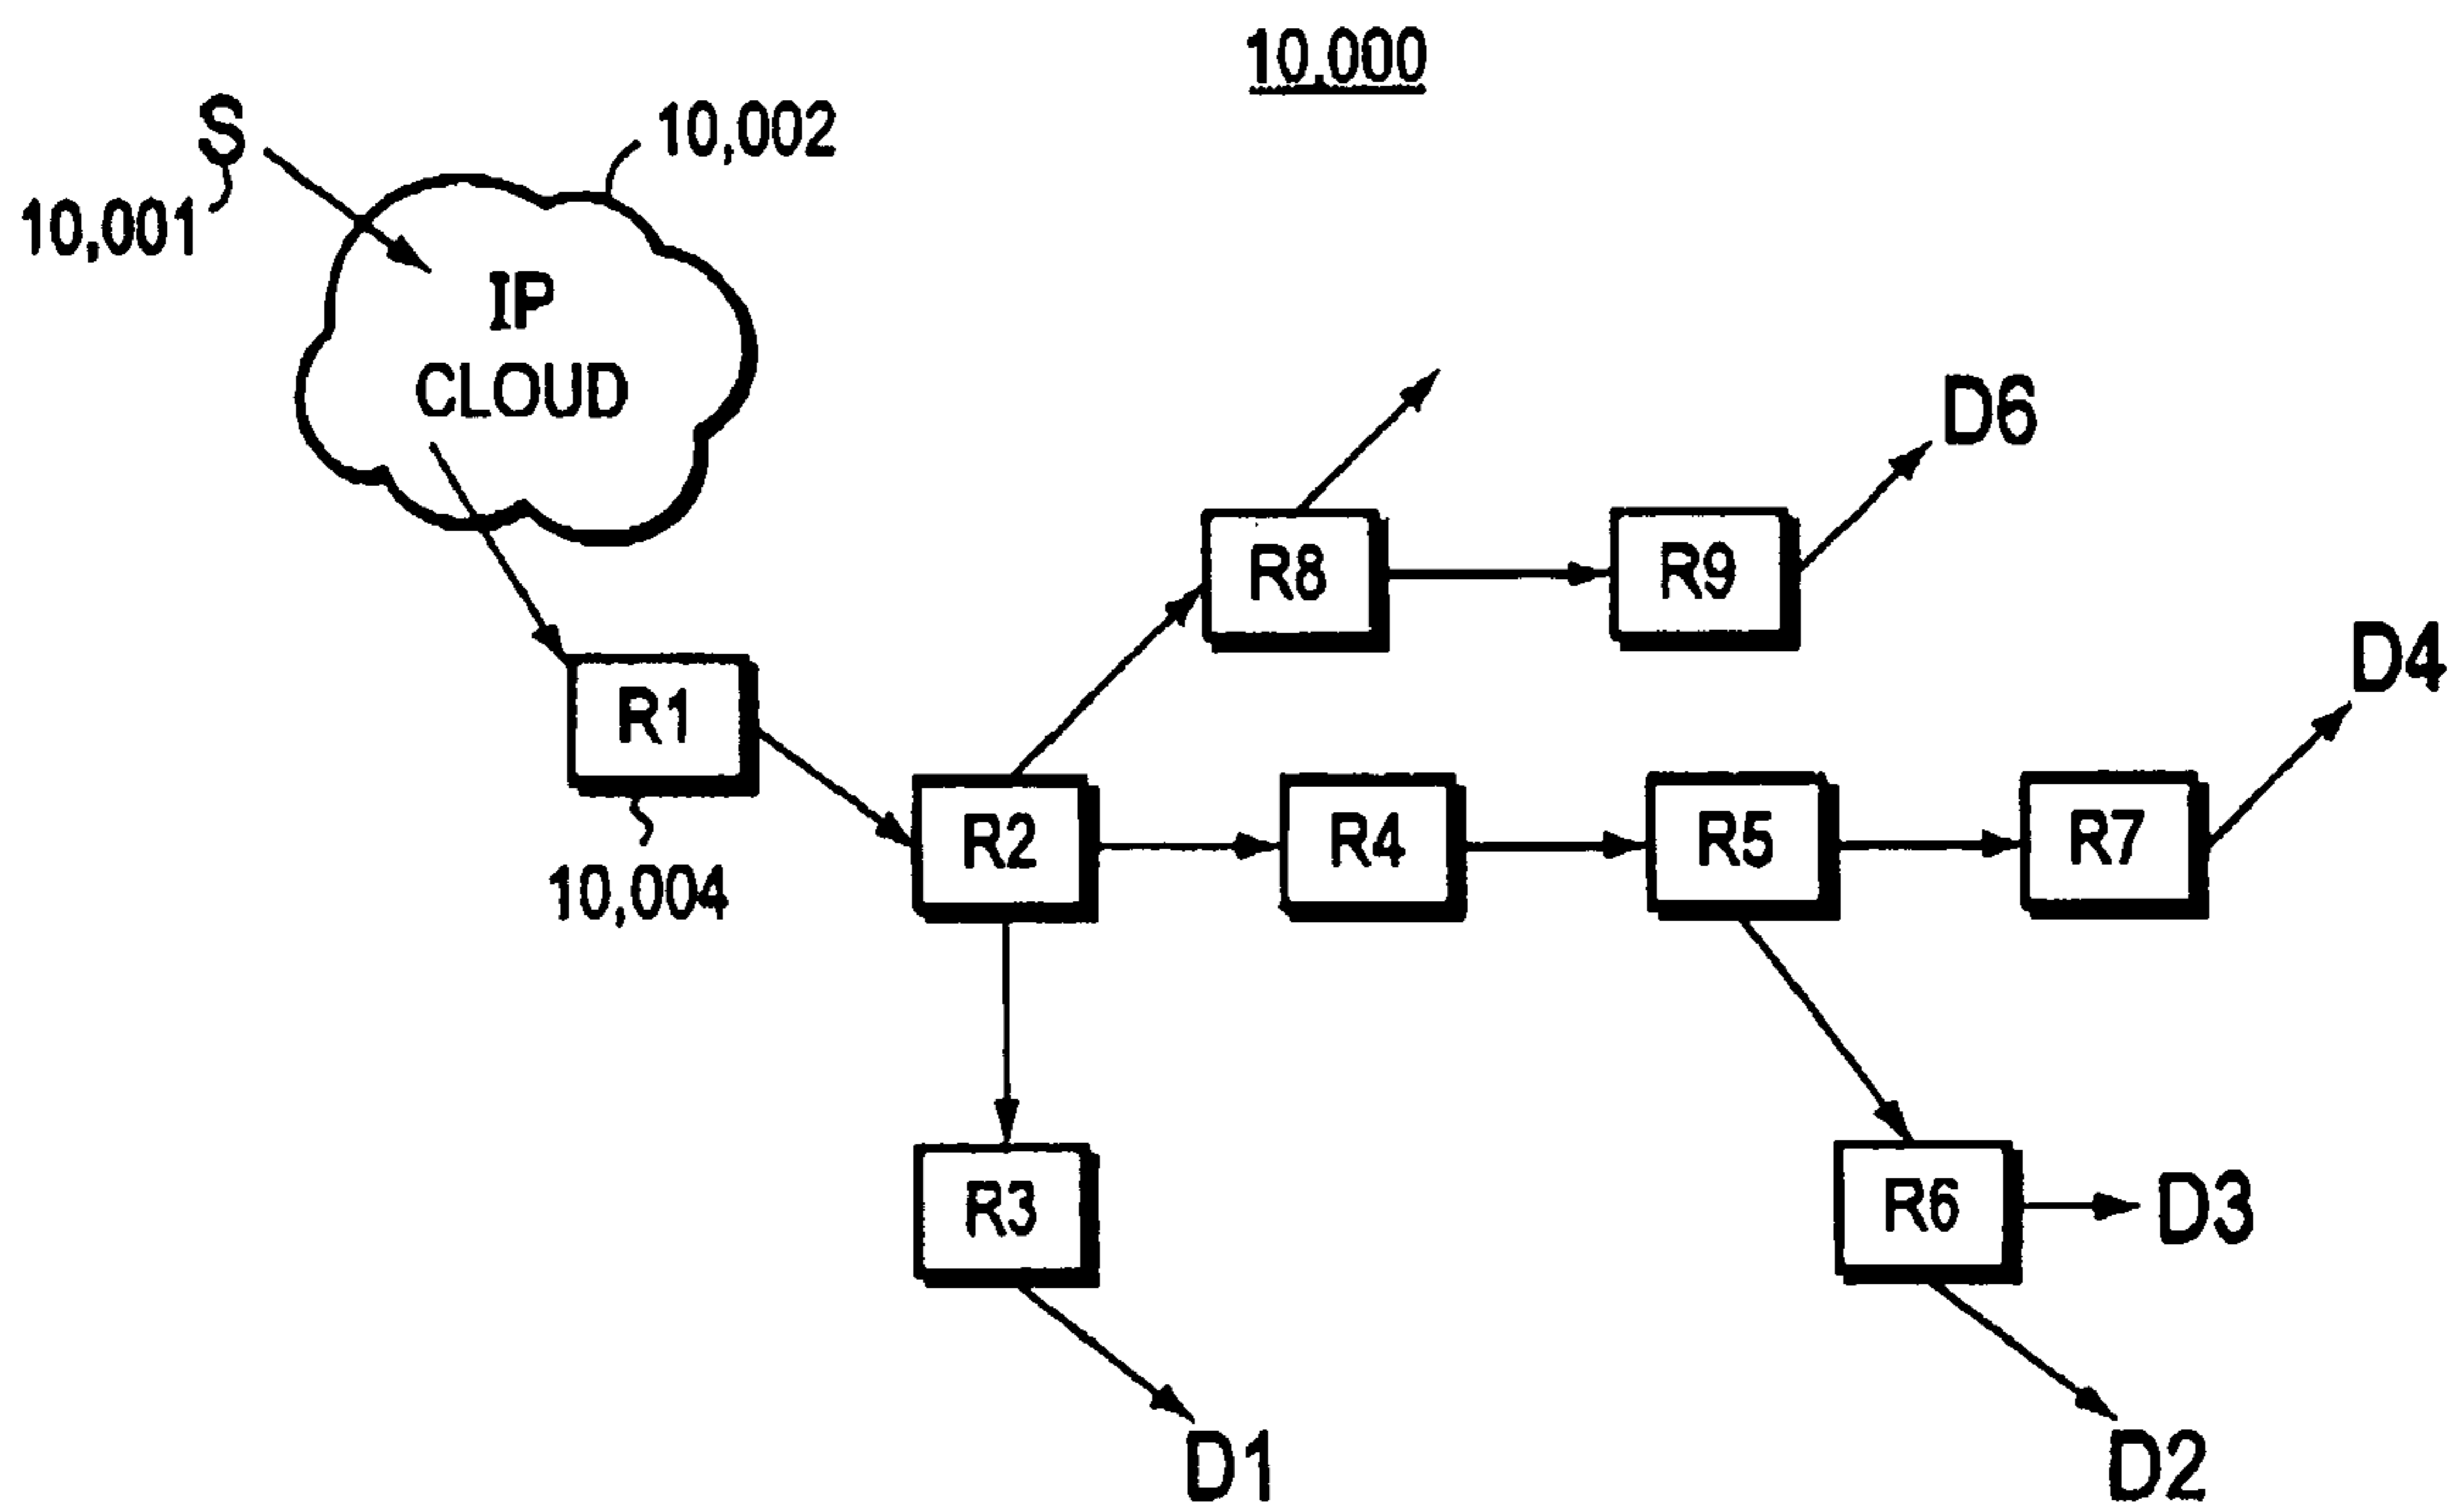 10,000
S
10,002
10,001
IP
CLOUD
D6
R8
R9
D4
R1
R2
R4
R5
R7
10,004
R3
R6
D3
D1
D2